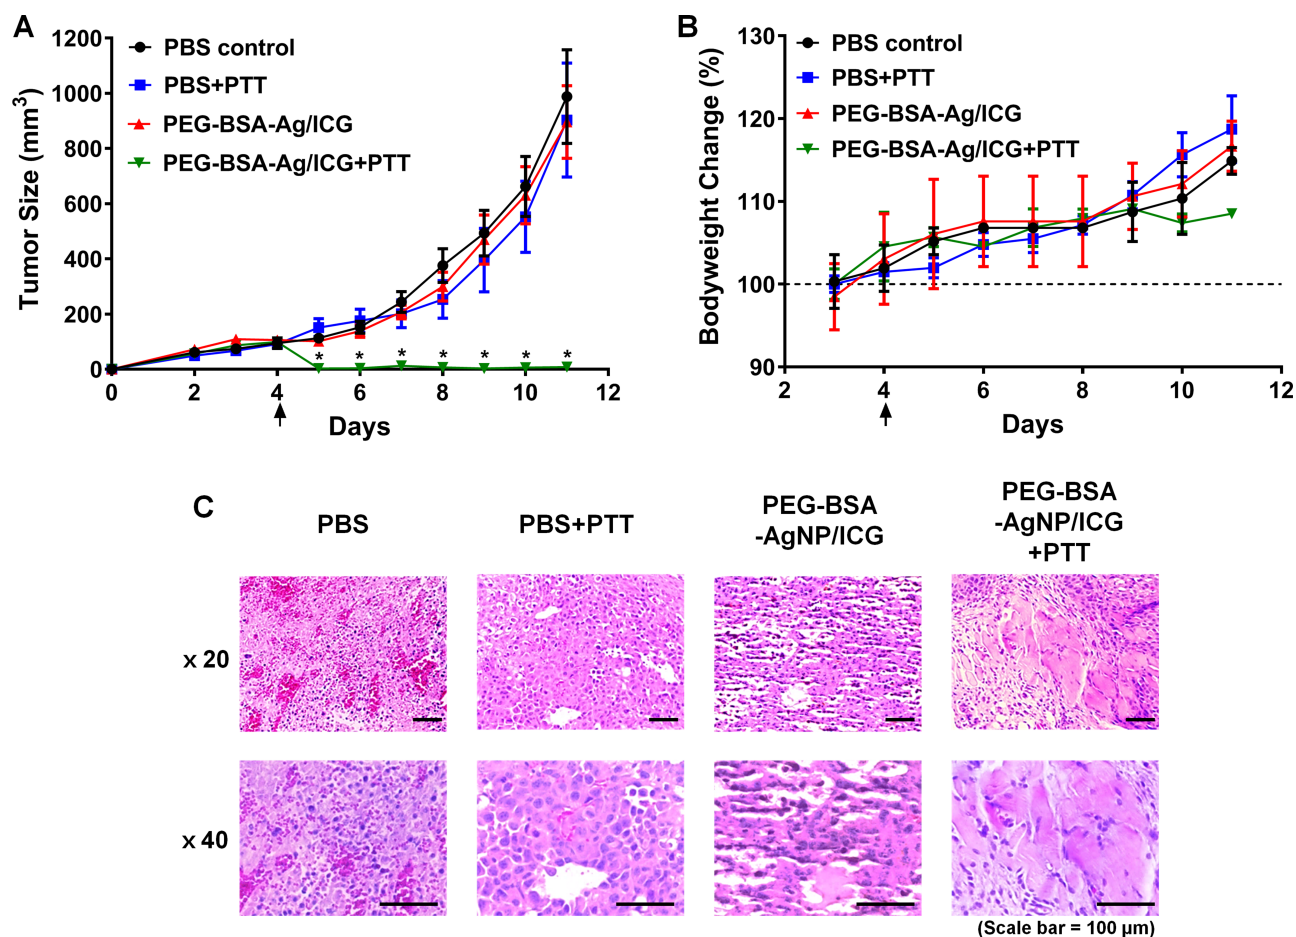 A
1200
1000
800
600
400
200
0
Tumor Size (mm³)
PBS control
PBS+PTT
PEG-BSA-Ag/ICG
PEG-BSA-Ag/ICG+PTT
* * * * * * *
0 2 4 6 8 10 12
Days
B
130
120
110
100
90
Bodyweight Change (%)
PBS control
PBS+PTT
PEG-BSA-Ag/ICG
PEG-BSA-Ag/ICG+PTT
2 4 6 8 10 12
Days
C
PBS
PBS+PTT
PEG-BSA
-AgNP/ICG
PEG-BSA
-AgNP/ICG
+PTT
x 20
x 40
(Scale bar = 100 µm)